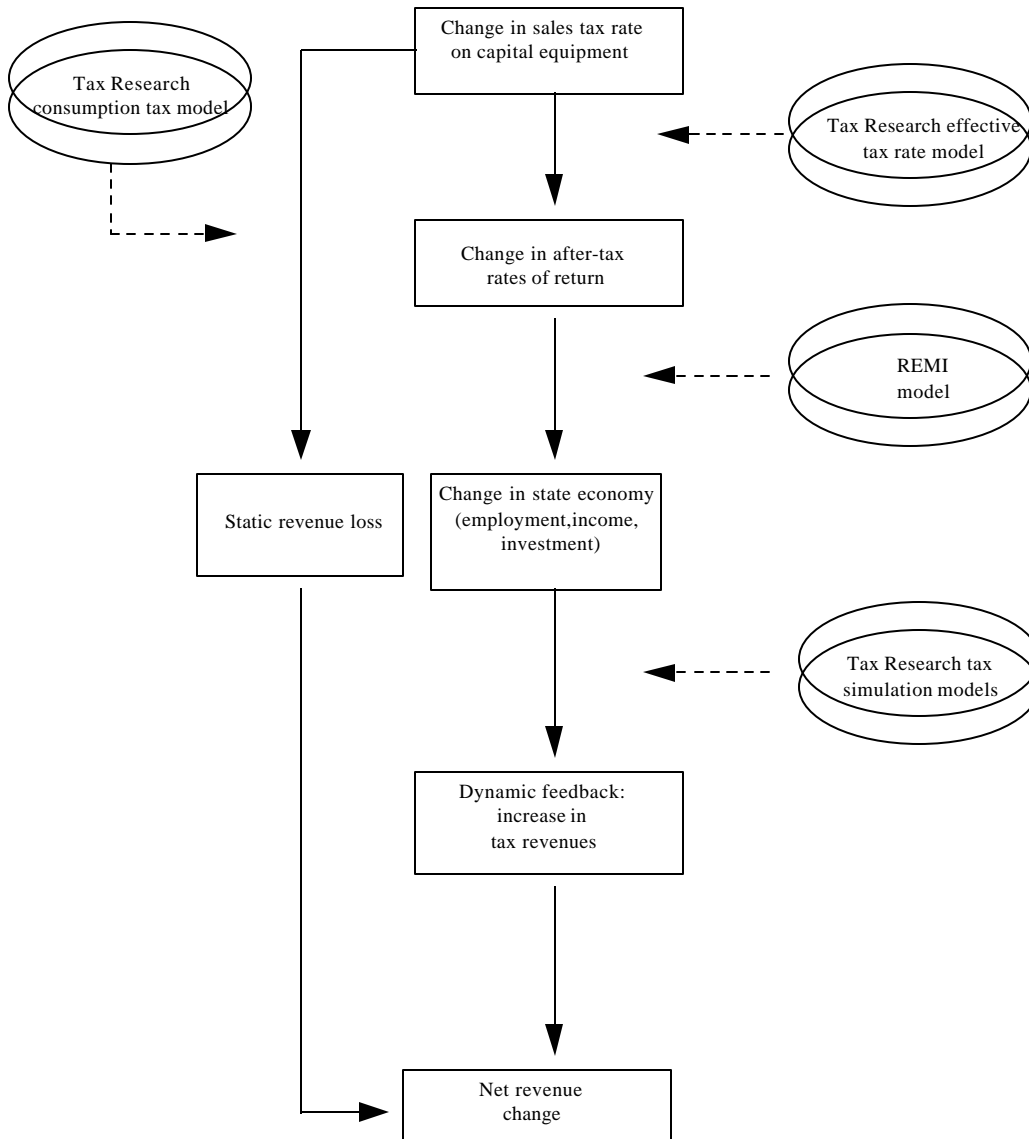 Change in sales tax rate
on capital equipment
Tax Research
consumption tax model
Tax Research effective
tax rate model
Change in after-tax
rates of return
REMI
model
Static revenue loss
Change in state economy
(employment,income,
investment)
Tax Research tax
simulation models
Dynamic feedback:
increase in
tax revenues
Net revenue
change